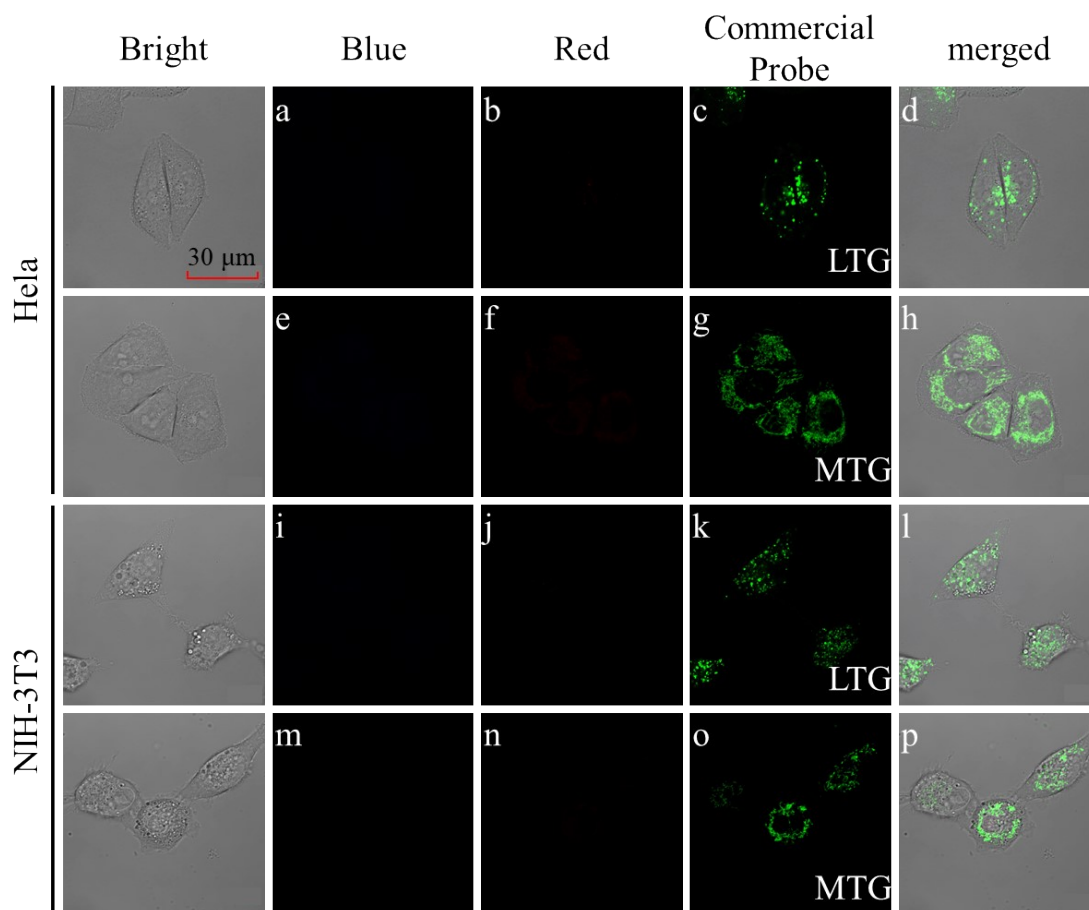 Bright
Blue
Red
Commercial
Probe
merged
Hela
a
b
c
d
30 μm
LTG
e
f
g
h
MTG
NIH-3T3
i
j
k
l
LTG
m
n
o
p
MTG